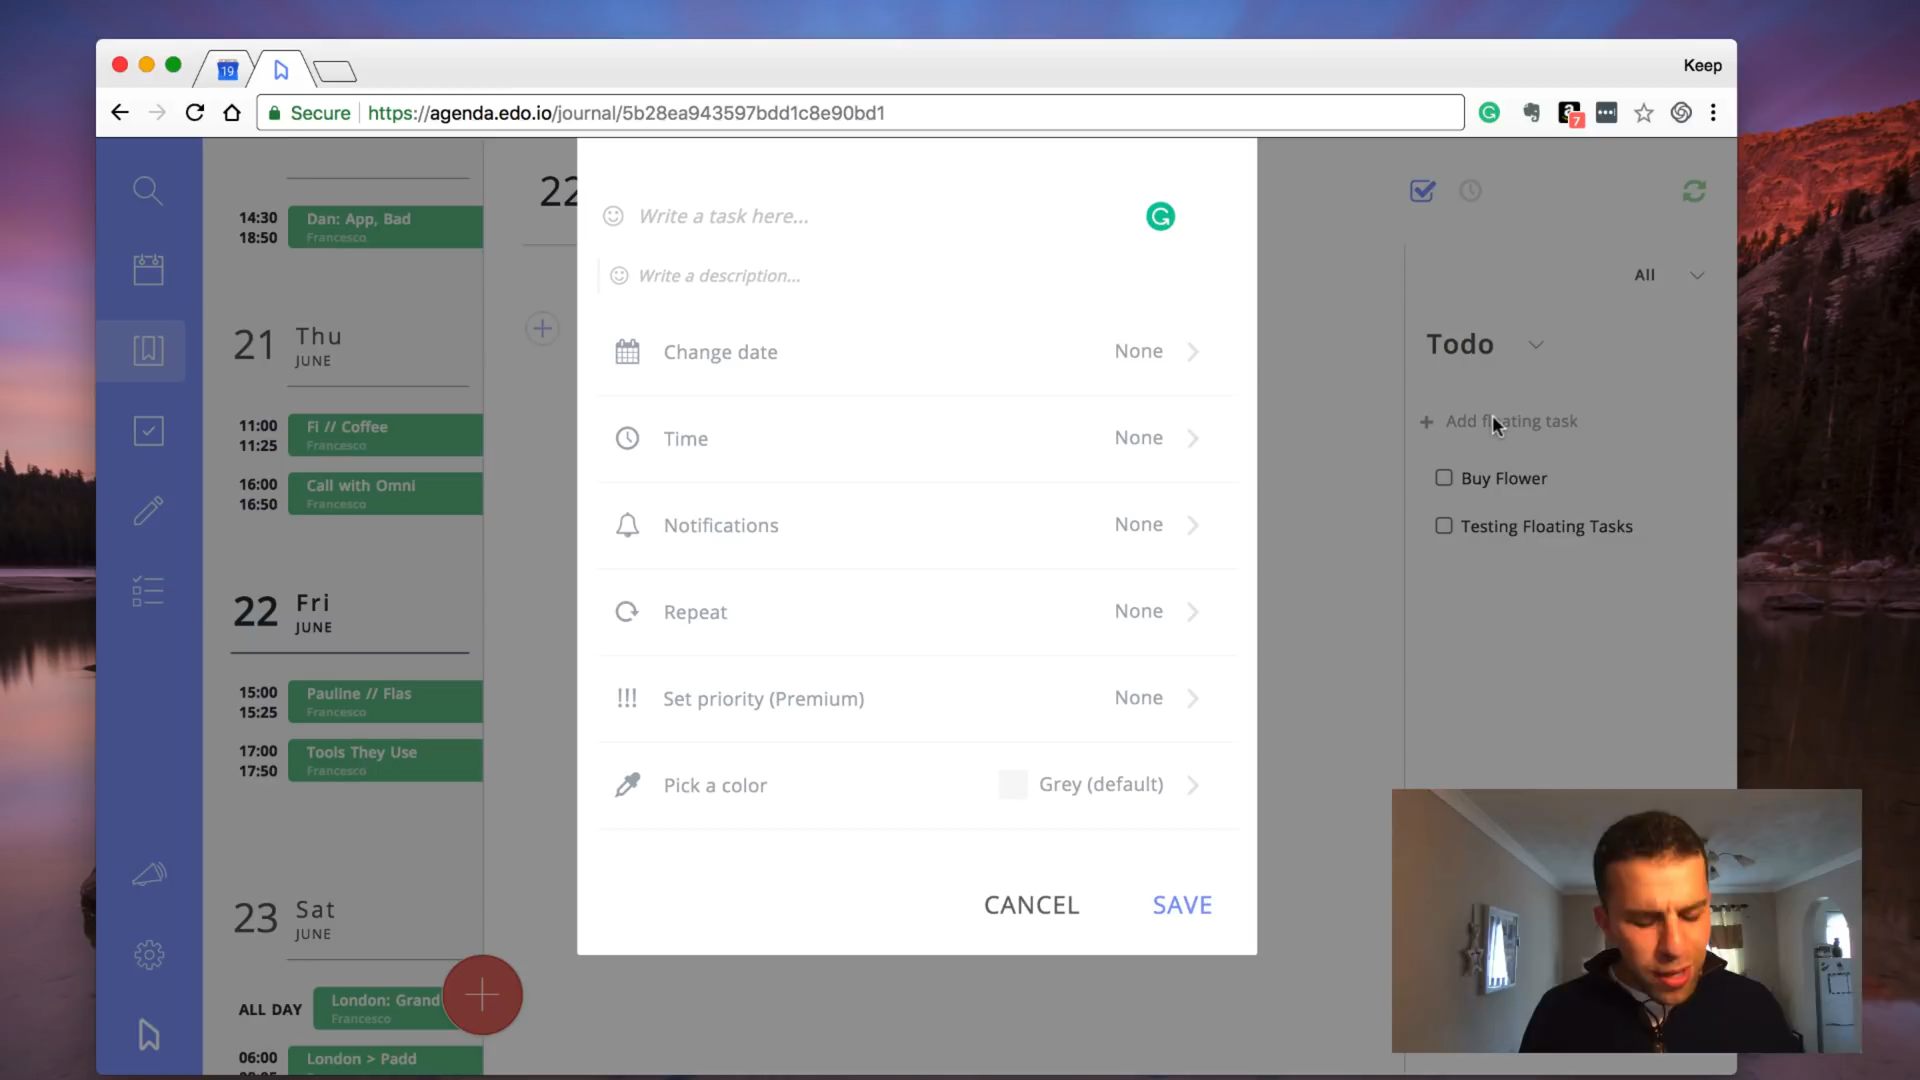 19
Keep
Secure
https://agenda.edo.io/journal/5b28ea943597bdd1c8e90bd1
7
14:30
18:50
Dan: App, Bad
Francesco
21
Thu
JUNE
11:00
11:25
Fi // Coffee
Francesco
16:00
16:50
Call with Omni
Francesco
22
Fri
JUNE
15:00
15:25
Pauline // Flas
Francesco
17:00
17:50
Tools They Use
Francesco
23
Sat
JUNE
ALL DAY
London: Grand
Francesco
06:00
London > Padd
22
Write a task here...
Write a description...
Change date
None
Time
None
Notifications
None
Repeat
None
!!! Set priority (Premium)
None
Pick a color
Grey (default)
CANCEL
SAVE
All
Todo
+ Add floating task
Buy Flower
Testing Floating Tasks